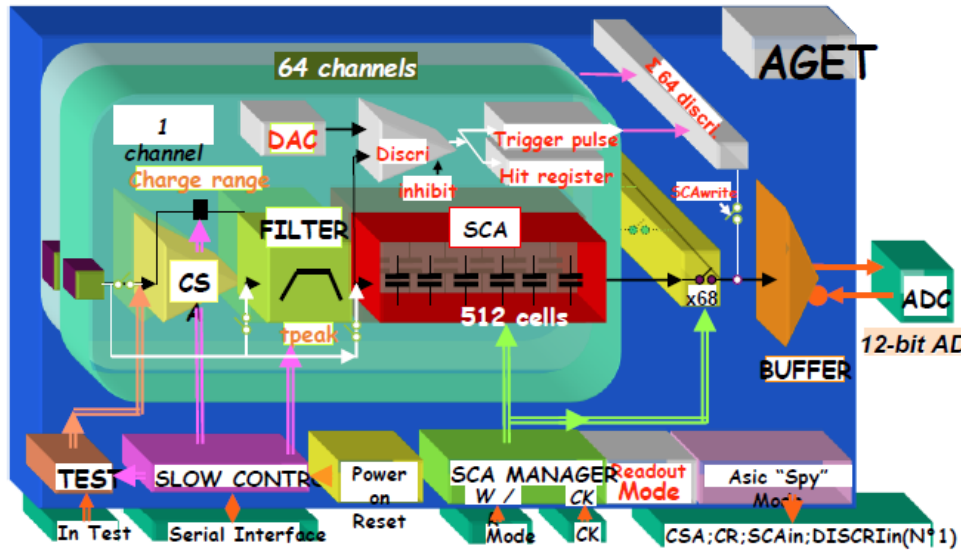 AGET
64 channels
Σ 64 discri.
1
channel
DAC
Discri
Trigger pulse
Hit register
inhibit
Charge range
SCAwrite
FILTER
SCA
CS
A
ADC
x68
512 cells
tpeak
12-bit AD
BUFFER
TEST
SLOW CONTRO
Power
on
Reset
SCA MANAGER
W /
CK
Readout
Mode
Asic “Spy”
Mode
In Test
Serial Interface
Mode
CK
CSA;CR;SCAin;DISCRIin(N°1)